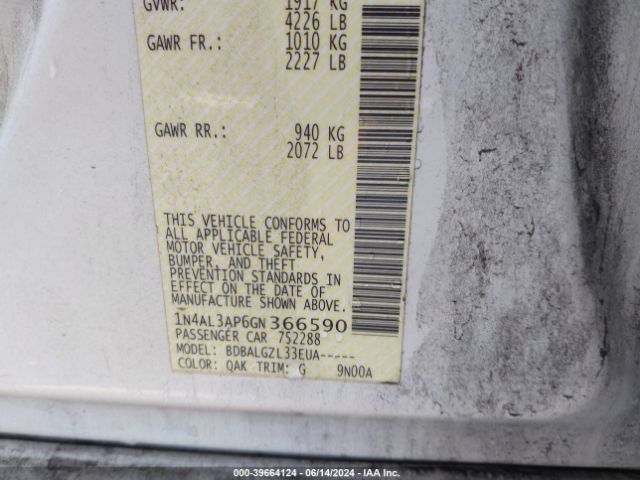 GVWR: 1917 KG
4226 LB
GAWR FR.: 1010 KG
2227 LB
GAWR RR.: 940 KG
2072 LB
THIS VEHICLE CONFORMS TO
ALL APPLICABLE FEDERAL
MOTOR VEHICLE SAFETY,
BUMPER, AND THEFT
PREVENTION STANDARDS IN
EFFECT ON THE DATE OF
MANUFACTURE SHOWN ABOVE.
1N4AL3AP6GN366590
PASSENGER CAR 752288
MODEL: BDBALGZL33EUA-----
COLOR: QAK TRIM: G 9N00A
000-39664124 - 06/14/2024 - IAA Inc.